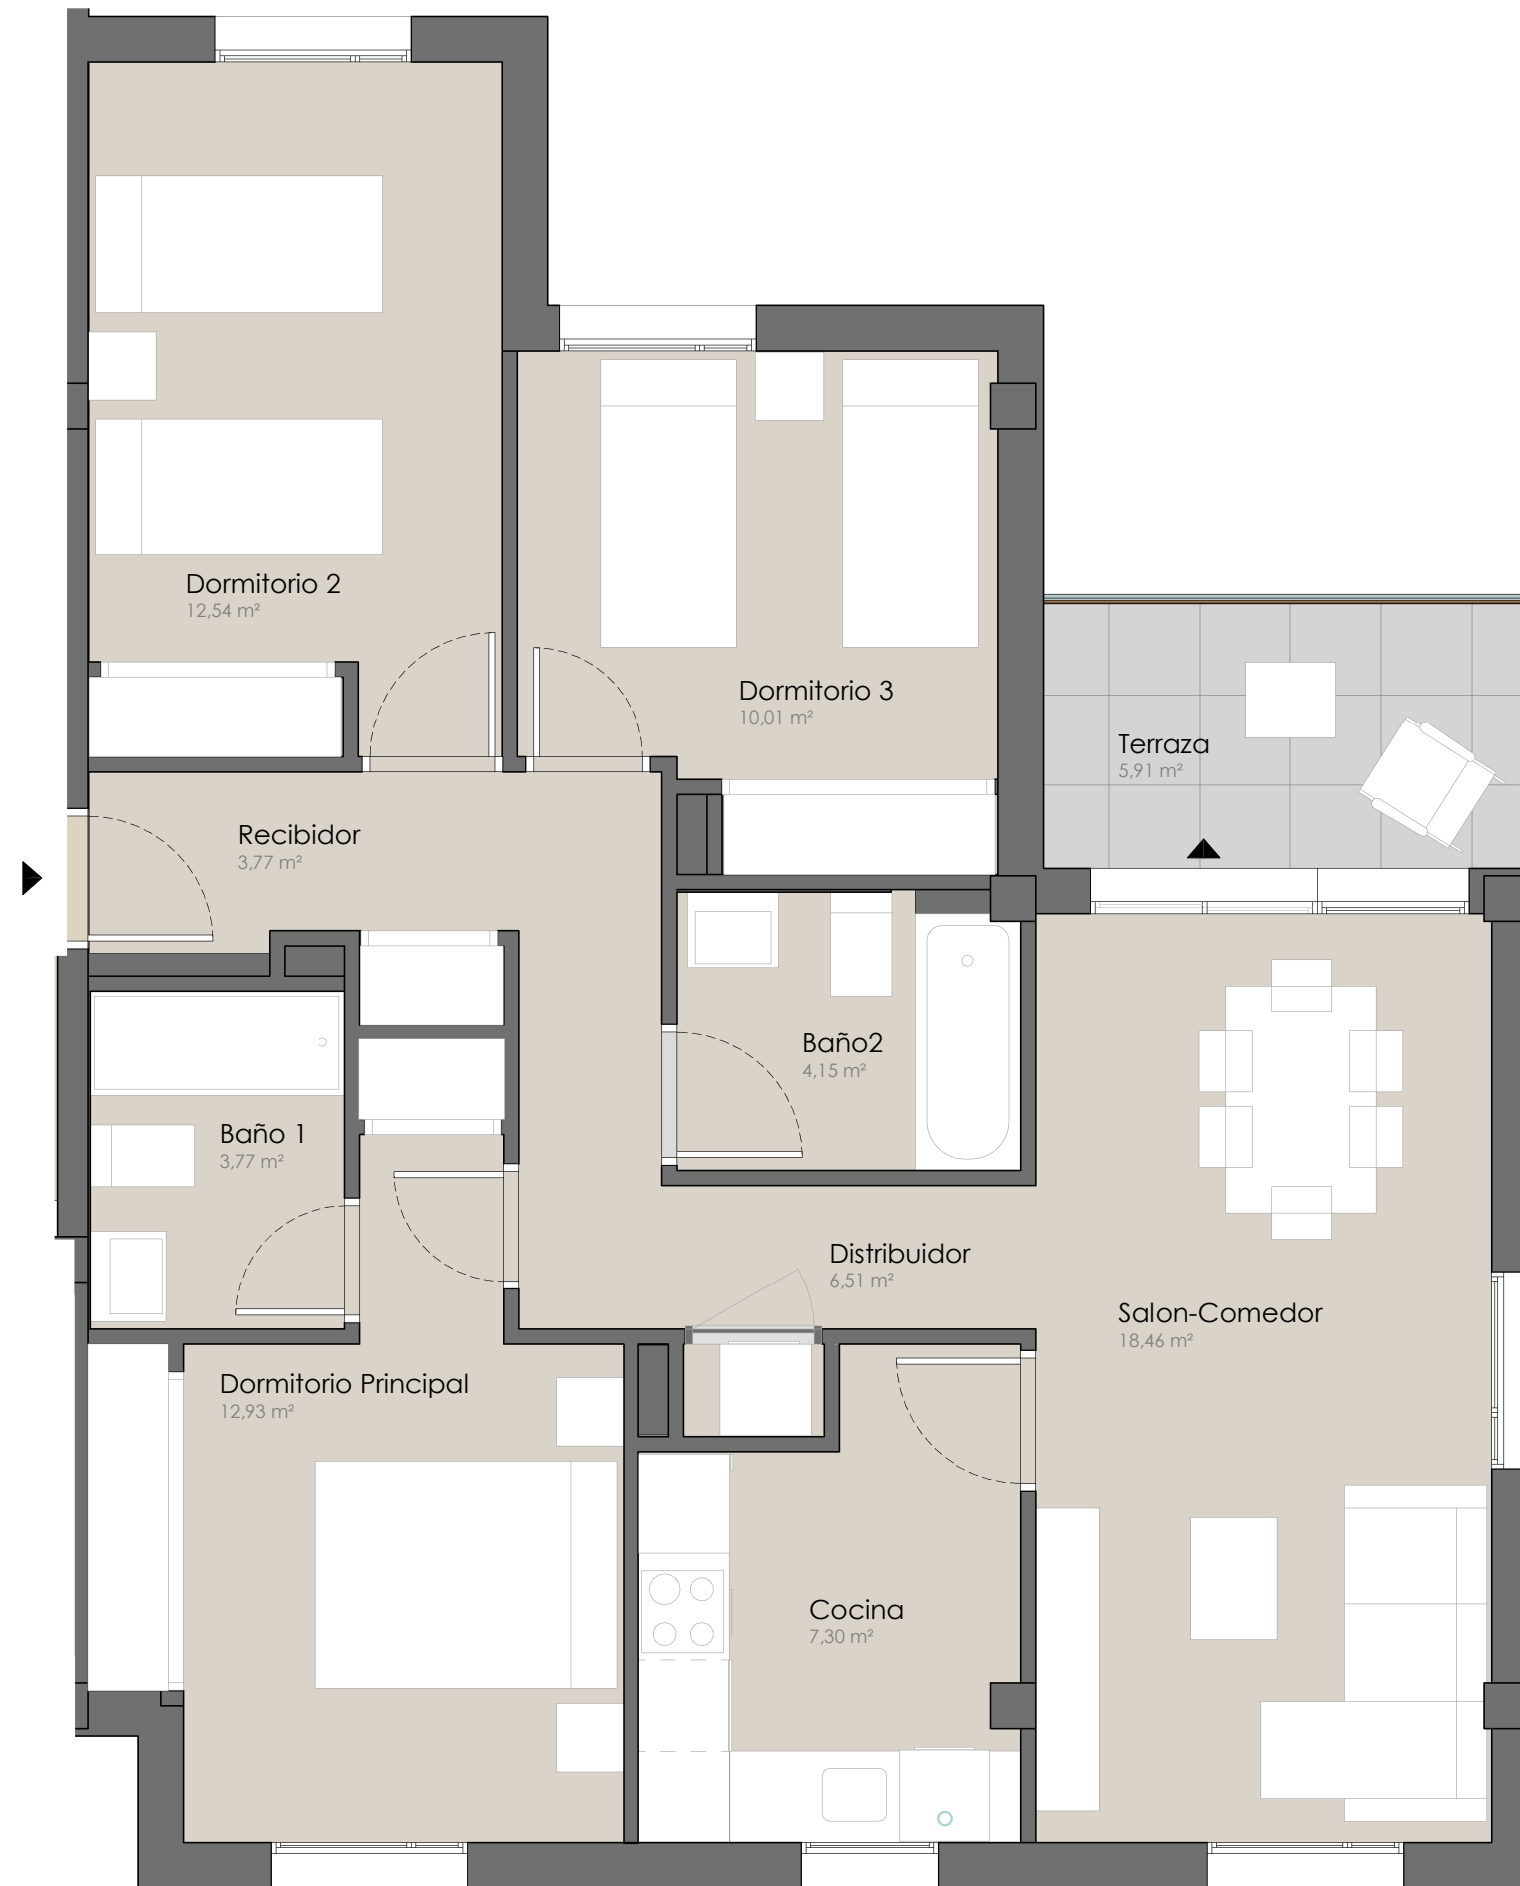 Dormitorio 2
12,54 m²
Dormitorio 3
10,01 m²
Terraza
5,91 m²
Recibidor
3,77 m²
Baño2
4,15 m²
Baño 1
3,77 m²
Distribuidor
6,51 m²
Salon-Comedor
18,46 m²
Dormitorio Principal
12,93 m²
Cocina
7,30 m²